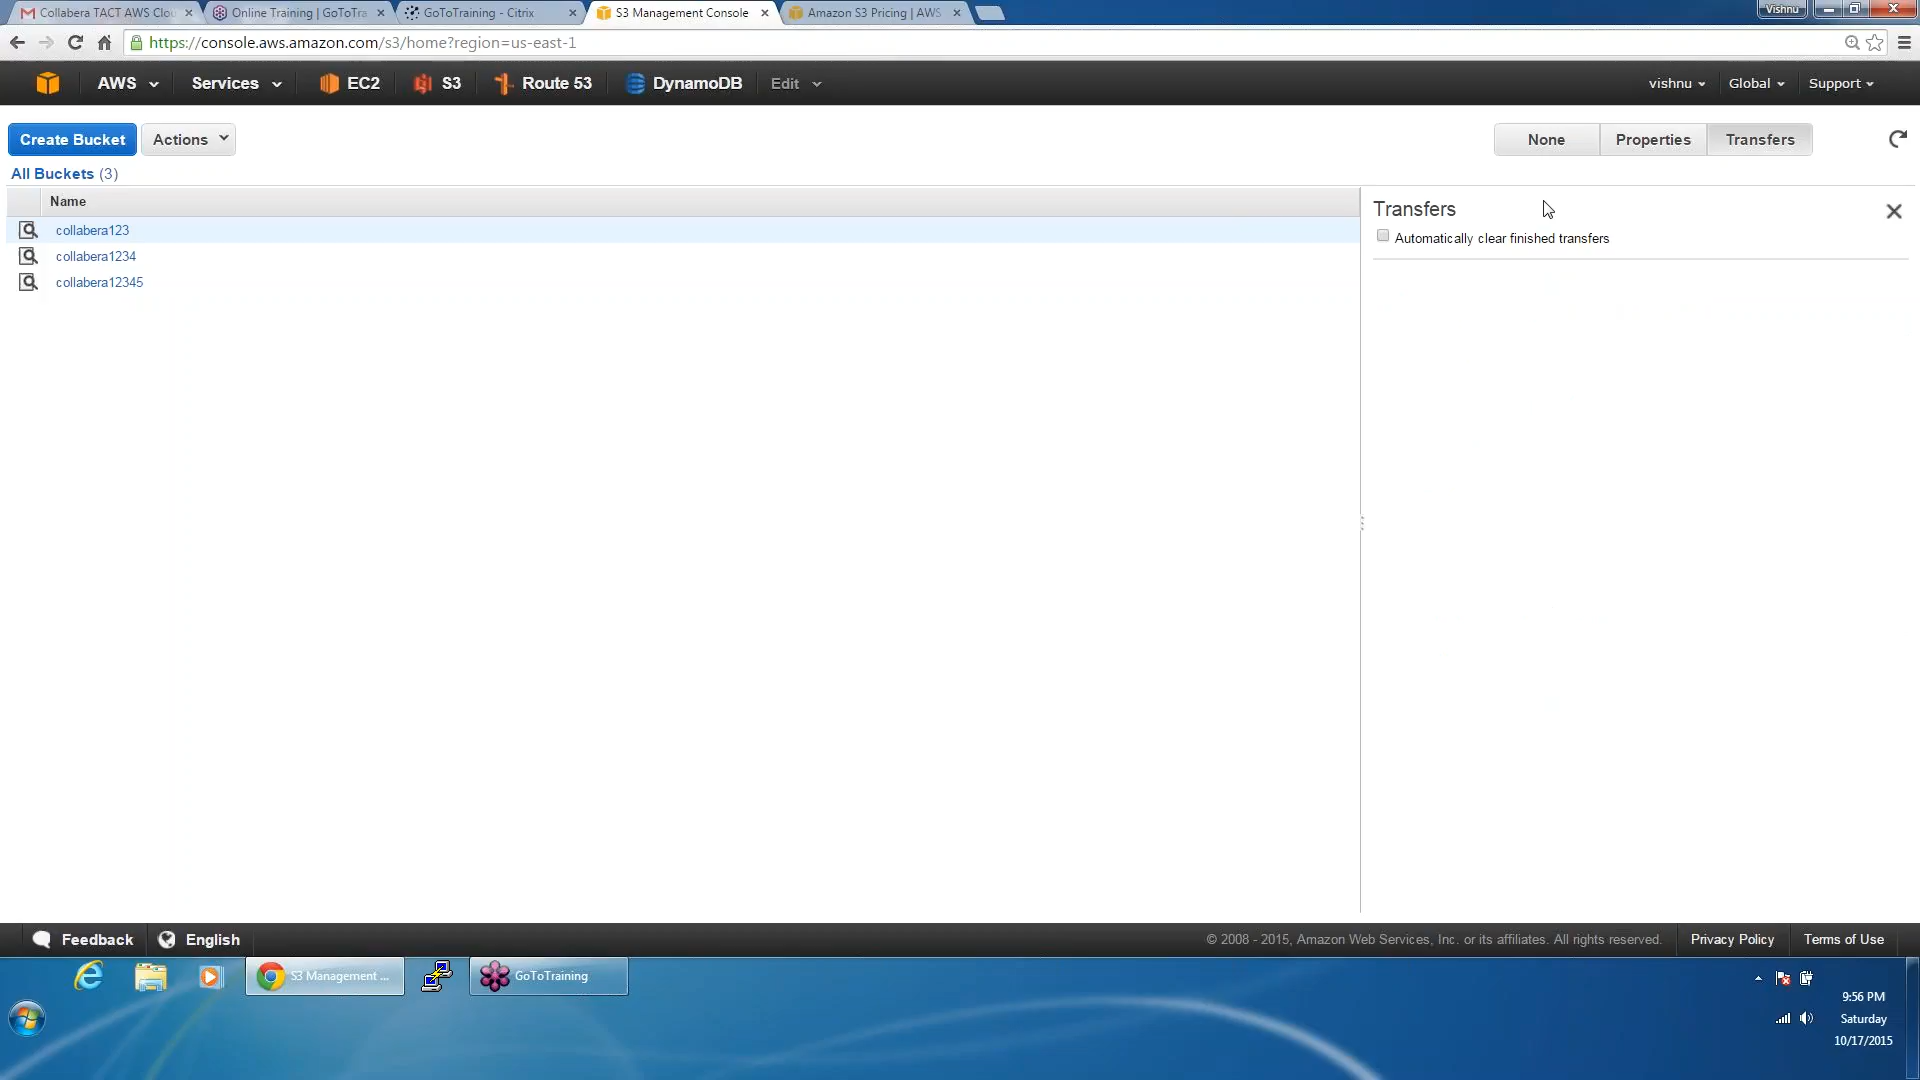 Collabera TACT AWS Clou
Online Training | GoToTra
GoToTraining - Citrix
S3 Management Console
Amazon S3 Pricing | AWS
Vishnu
https://console.aws.amazon.com/s3/home?region=us-east-1
AWS
Services
EC2
S3
Route 53
DynamoDB
Edit
vishnu
Global
Support
Create Bucket
Actions
None
Properties
Transfers
All Buckets (3)
Name
Transfers
Automatically clear finished transfers
collabera123
collabera1234
collabera12345
Feedback
English
© 2008 - 2015, Amazon Web Services, Inc. or its affiliates. All rights reserved.
Privacy Policy
Terms of Use
S3 Management ...
GoToTraining
9:56 PM
Saturday
10/17/2015